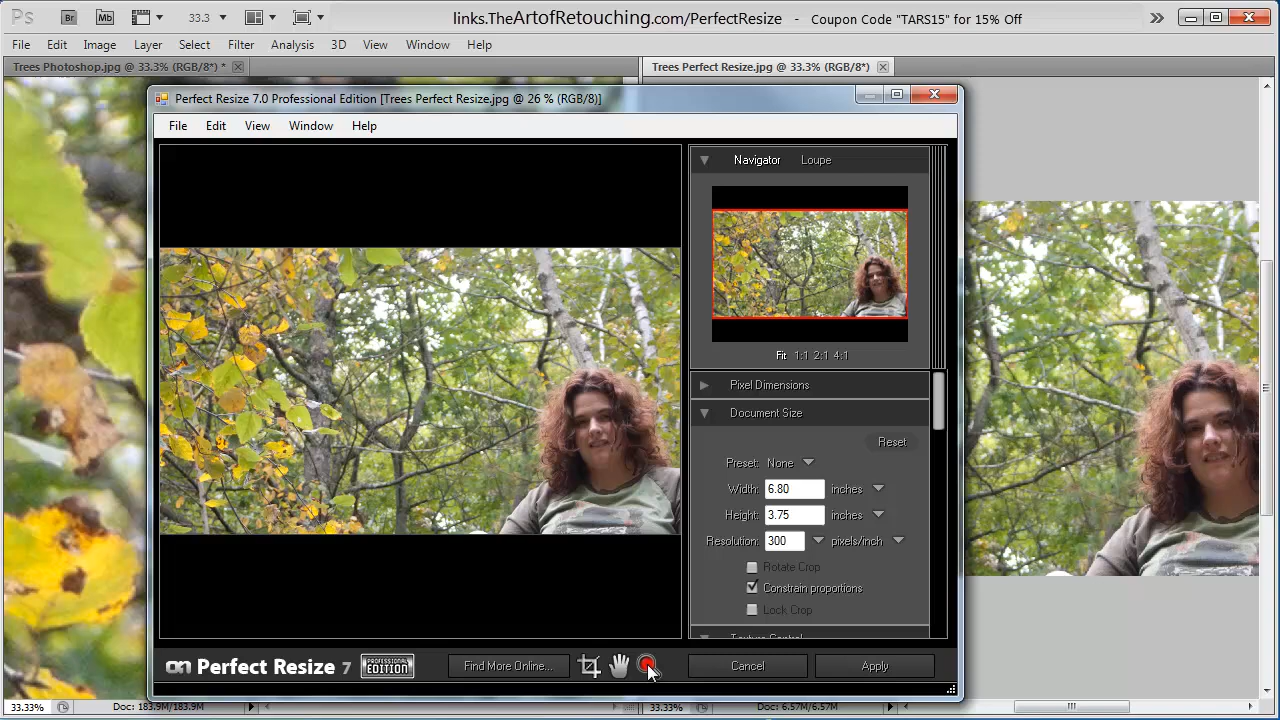 Ps Br Mb 33.3 links.TheArtofRetouching.com/PerfectResize - Coupon Code "TARS15" for 15% Off
File Edit Image Layer Select Filter Analysis 3D View Window Help
Trees Photoshop.jpg @ 33.3% (RGB/8*) *
Trees Perfect Resize.jpg @ 33.3% (RGB/8*)
Perfect Resize 7.0 Professional Edition [Trees Perfect Resize.jpg @ 26 % (RGB/8)]
File Edit View Window Help
Navigator Loupe
Fit 1:1 2:1 4:1
Pixel Dimensions
Document Size
Reset
Preset: None
Width: 6.80 inches
Height: 3.75 inches
Resolution: 300 pixels/inch
Rotate Crop
Constrain proportions
Lock Crop
Texture Control
on Perfect Resize 7 PROFESSIONAL EDITION
Find More Online...
Cancel
Apply
33.33% Doc: 183.9M/183.9M
33.33% Doc: 6.57M/6.57M